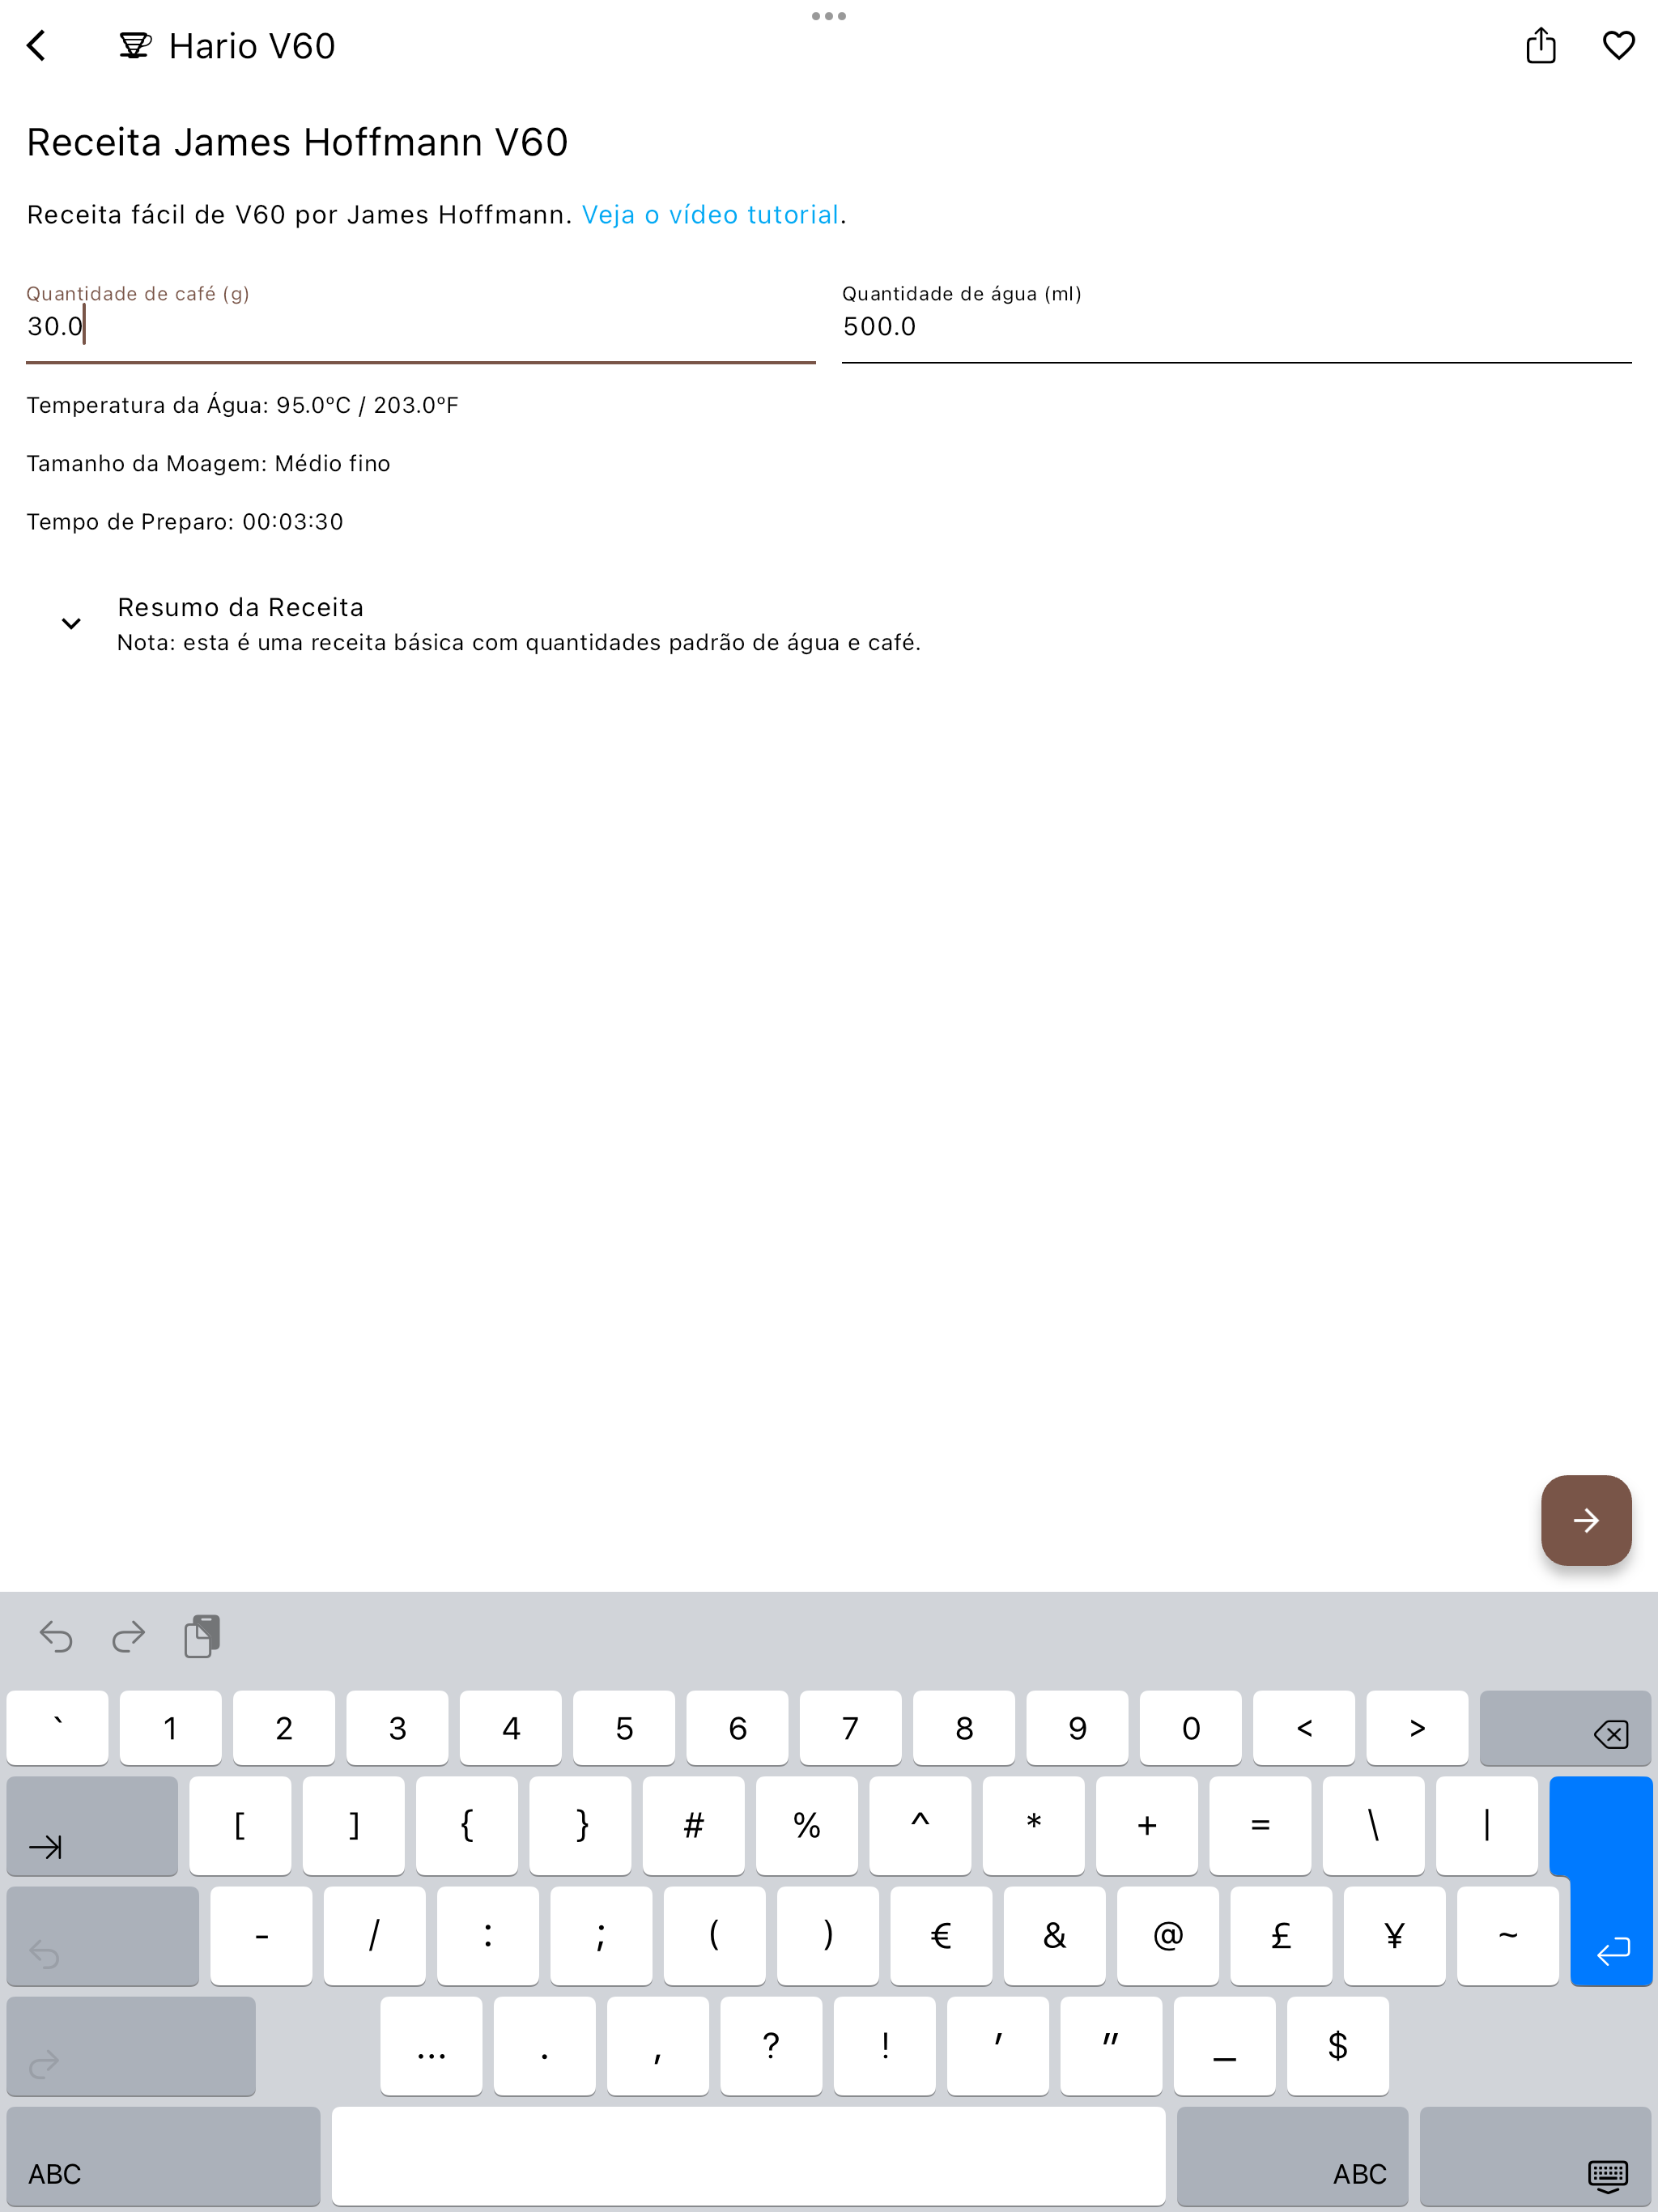 Hario V60
Receita James Hoffmann V60
Receita fácil de V60 por James Hoffmann. Veja o vídeo tutorial.
Quantidade de café (g)
30.0
Quantidade de água (ml)
500.0
Temperatura da Água: 95.0ºC / 203.0ºF
Tamanho da Moagem: Médio fino
Tempo de Preparo: 00:03:30
Resumo da Receita
Nota: esta é uma receita básica com quantidades padrão de água e café.
` 1 2 3 4 5 6 7 8 9 0 < >
[ ] { } # % ^ * + = \ |
- / : ; ( ) € & @ £ ¥ ~
… . , ? ! ' " _ $
ABC ABC